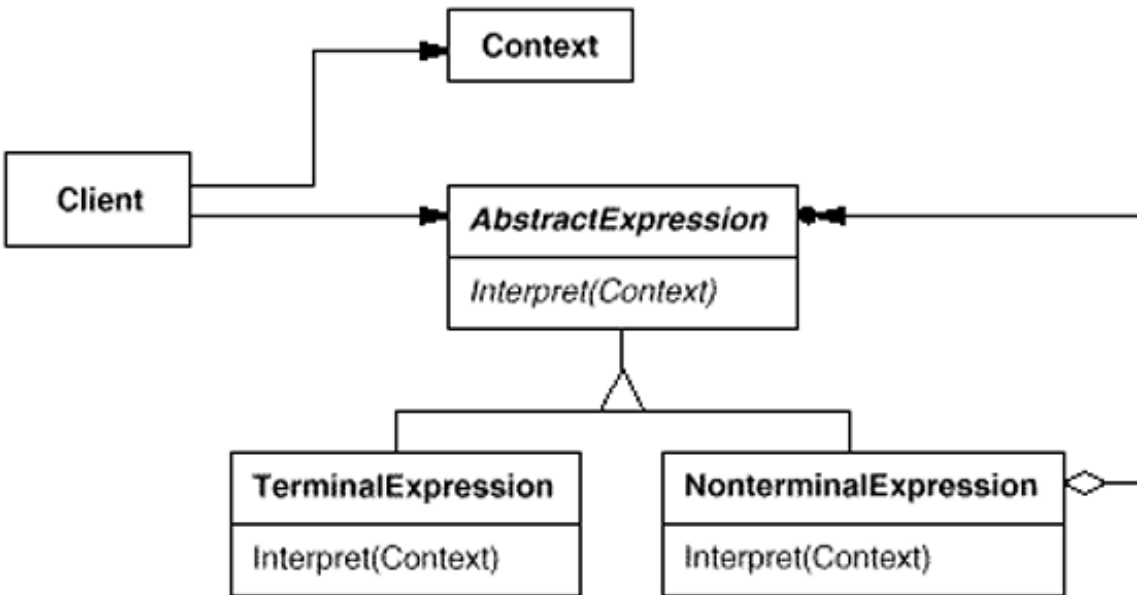 Context
Client
AbstractExpression
Interpret(Context)
TerminalExpression
Interpret(Context)
NonterminalExpression
Interpret(Context)